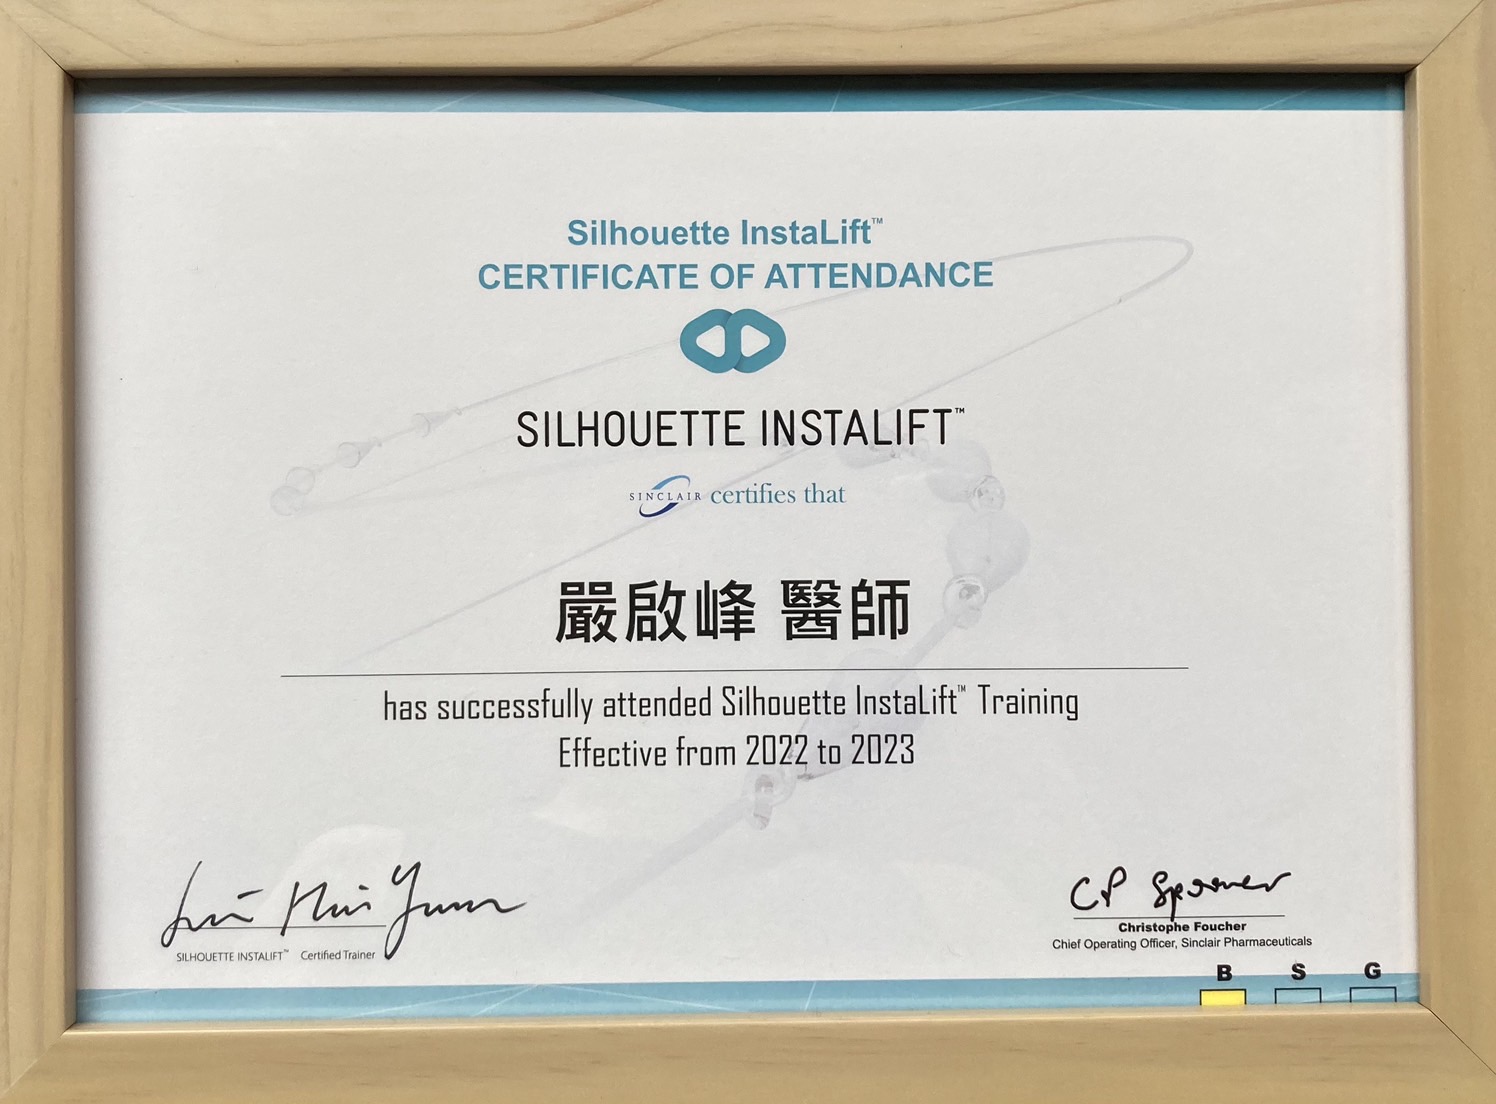 Silhouette InstaLift™
CERTIFICATE OF ATTENDANCE
SILHOUETTE INSTALIFT™
SINCLAIR certifies that
嚴啟峰 醫師
has successfully attended Silhouette InstaLift™ Training
Effective from 2022 to 2023
SILHOUETTE INSTALIFT™ Certified Trainer
Christophe Foucher
Chief Operating Officer, Sinclair Pharmaceuticals
B S G